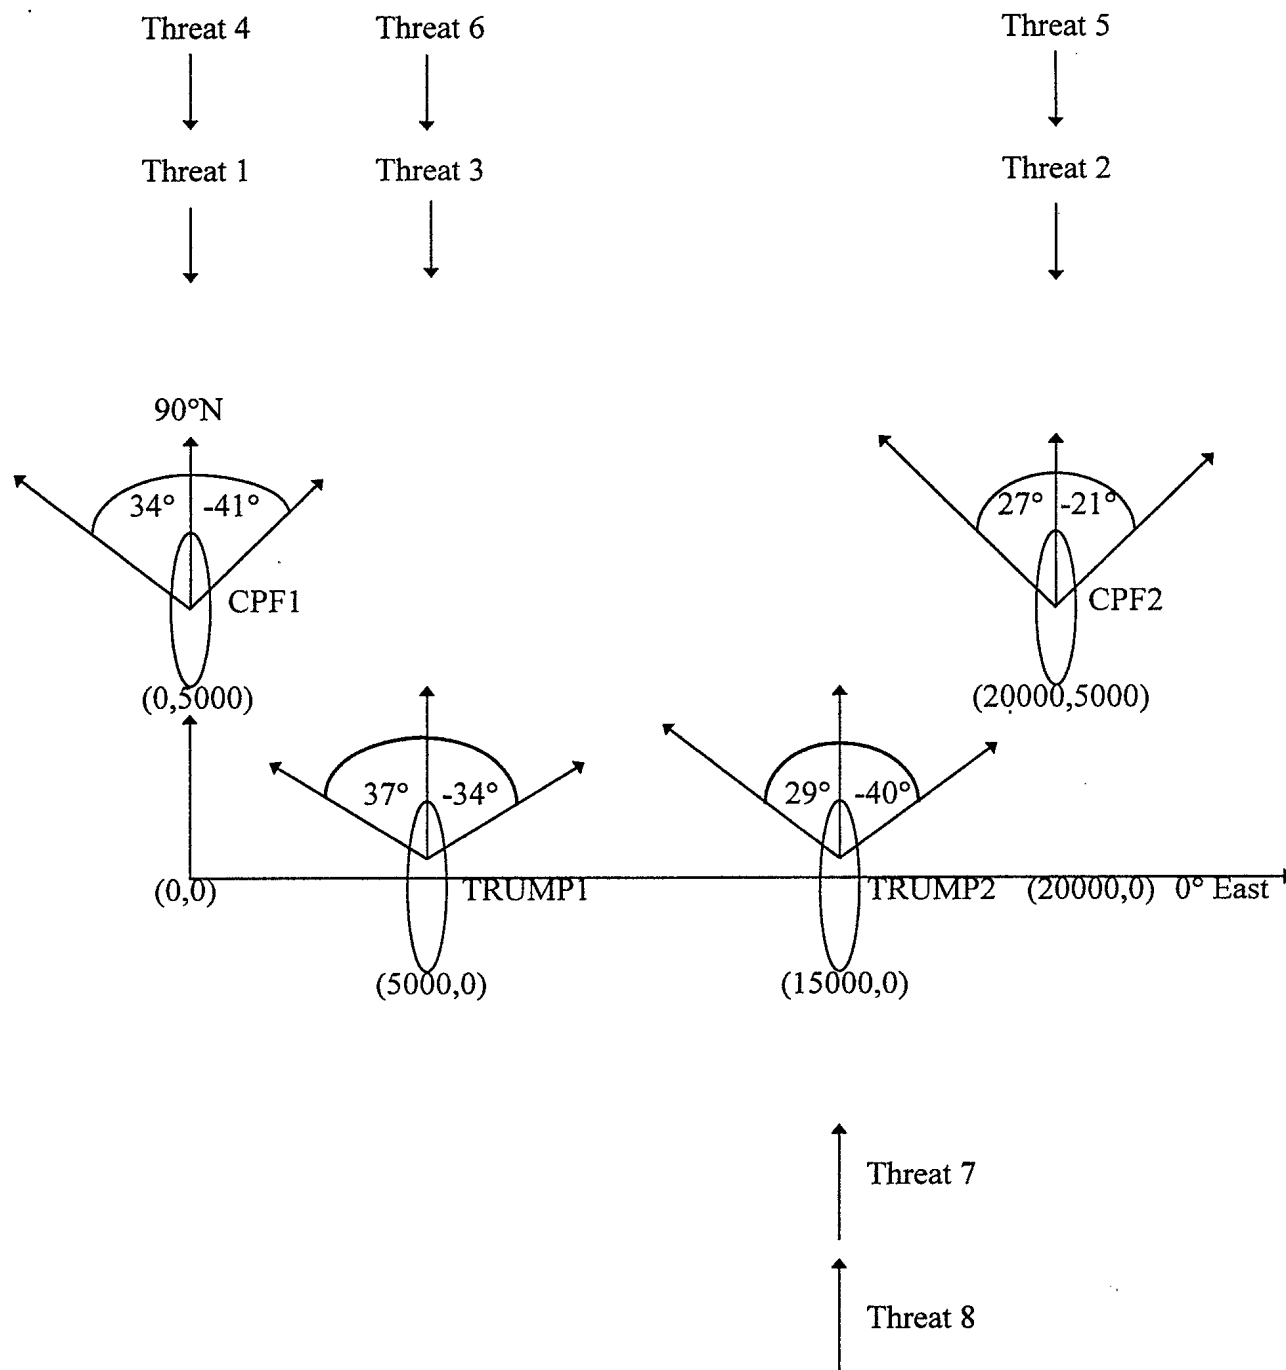 Threat 4 Threat 6 Threat 5
Threat 1 Threat 3 Threat 2
90°N
34° -41° 27° -21°
CPF1 CPF2
(0,5000) (20000,5000)
37° -34° 29° -40°
(0,0) TRUMP1 TRUMP2 (20000,0) 0° East
(5000,0) (15000,0)
Threat 7
Threat 8